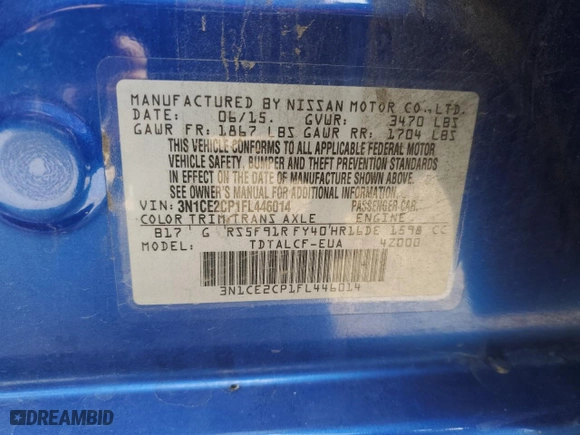 MANUFACTURED BY NISSAN MOTOR CO., LTD.
DATE: 06/15. GVWR: 3470 LBS
GAWR FR: 1867 LBS GAWR RR: 1704 LBS
THIS VEHICLE CONFORMS TO ALL APPLICABLE FEDERAL MOTOR
VEHICLE SAFETY, BUMPER AND THEFT PREVENTION STANDARDS
IN EFFECT ON THE DATE OF MANUFACTURE SHOWN ABOVE.
SEE OWNER'S MANUAL FOR ADDITIONAL INFORMATION.
VIN: 3N1CE2CP1FL446014 PASSENGER CAR
COLOR TRIM TRANS AXLE ENGINE
B17 G RS5F91R FY40 HR16DE 1598 CC
MODEL: TDTALCF-EUA 4Z000
3N1CE2CP1FL446014
DREAMBID